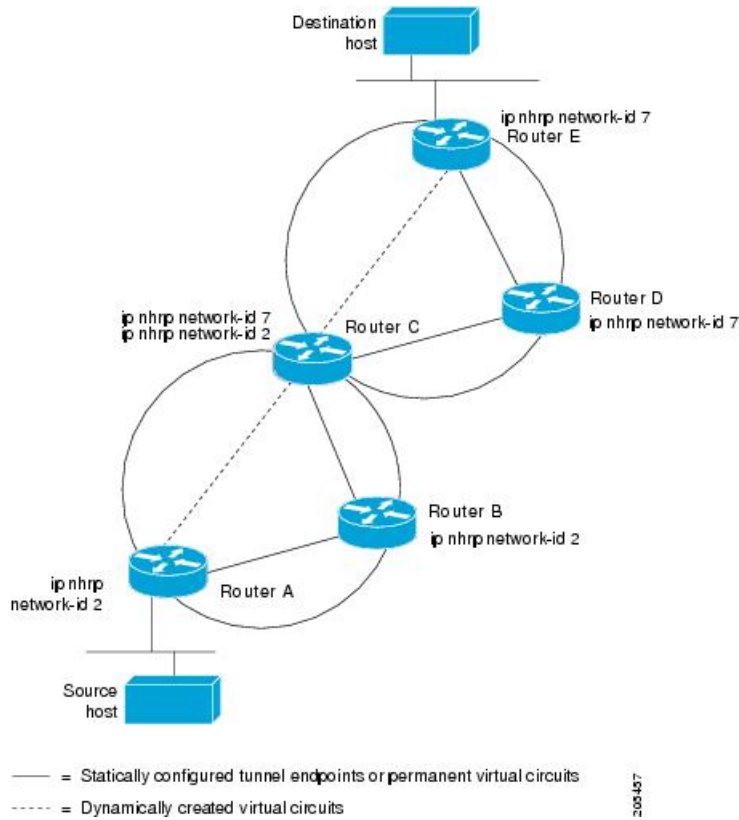 Destination
host
ip nhrp network-id 7
Router E
Router D
ip nhrp network-id 7
ip nhrp network-id 7
ip nhrp network-id 2
Router C
Router B
ip nhrp network-id 2
ip nhrp
network-id 2
Router A
Source
host
= Statically configured tunnel endpoints or permanent virtual circuits
= Dynamically created virtual circuits